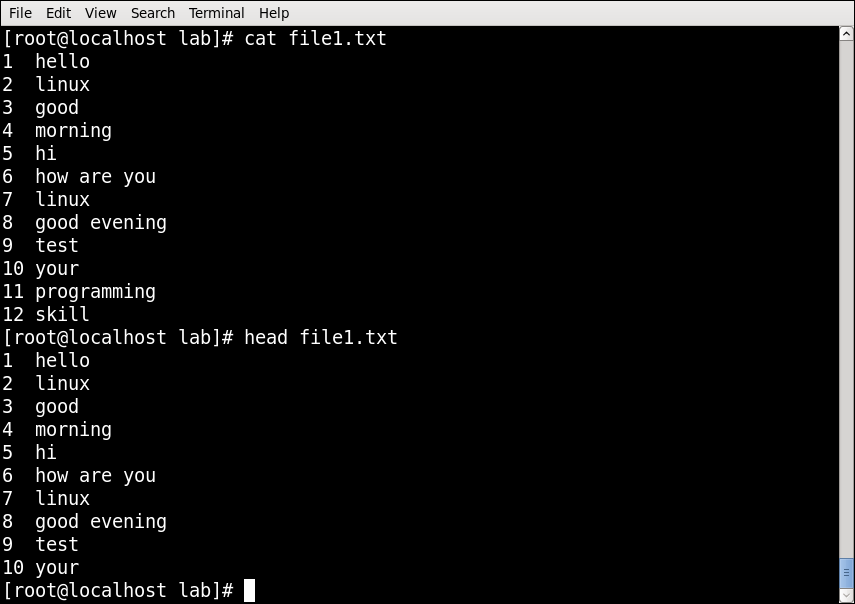 File Edit View Search Terminal Help
[root@localhost lab]# cat file1.txt
1  hello
2  linux
3  good
4  morning
5  hi
6  how are you
7  linux
8  good evening
9  test
10 your
11 programming
12 skill
[root@localhost lab]# head file1.txt
1  hello
2  linux
3  good
4  morning
5  hi
6  how are you
7  linux
8  good evening
9  test
10 your
[root@localhost lab]#